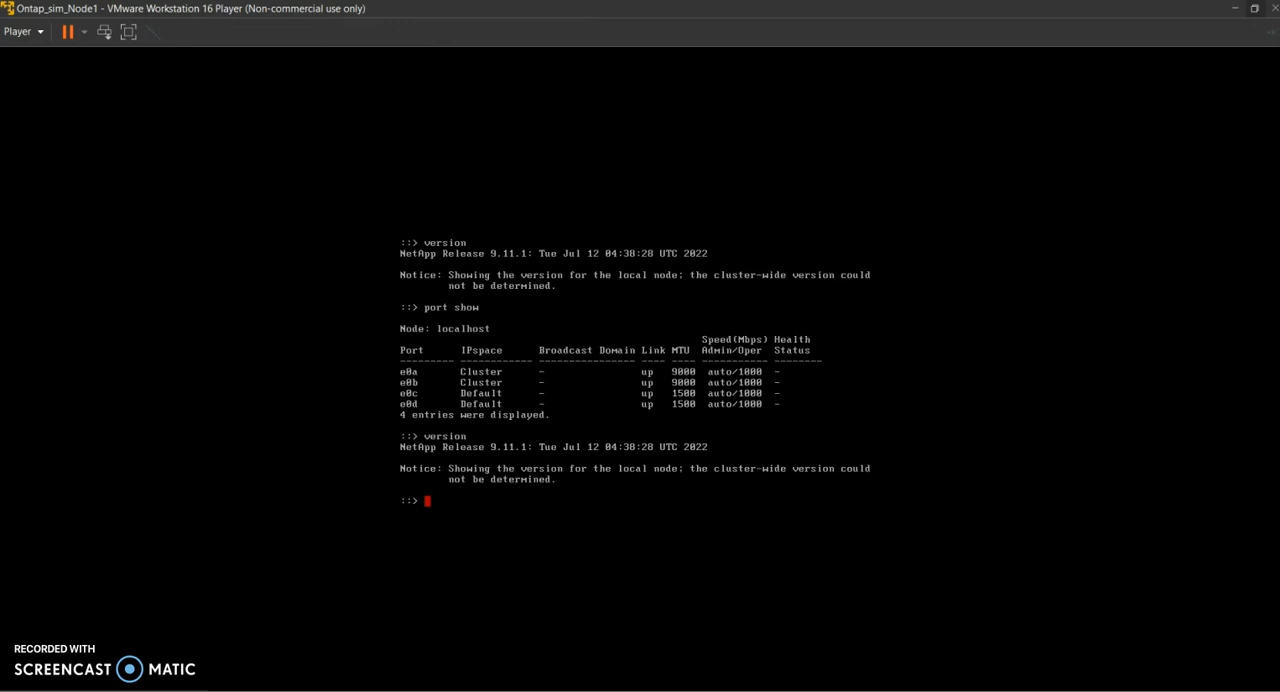 Ontap_sim_Node1 - VMware Workstation 16 Player (Non-commercial use only)
Player
::> version
NetApp Release 9.11.1: Tue Jul 12 04:38:28 UTC 2022
Notice: Showing the version for the local node; the cluster-wide version could
not be determined.
::> port show
Node: localhost
Speed(Mbps) Health
Port IPspace Broadcast Domain Link MTU Admin/Oper Status
--------- ------------ ---------------- ---- ---- ----------- --------
e0a Cluster - up 9000 auto/1000 -
e0b Cluster - up 9000 auto/1000 -
e0c Default - up 1500 auto/1000 -
e0d Default - up 1500 auto/1000 -
4 entries were displayed.
::> version
NetApp Release 9.11.1: Tue Jul 12 04:38:28 UTC 2022
Notice: Showing the version for the local node; the cluster-wide version could
not be determined.
::>
RECORDED WITH
SCREENCAST MATIC